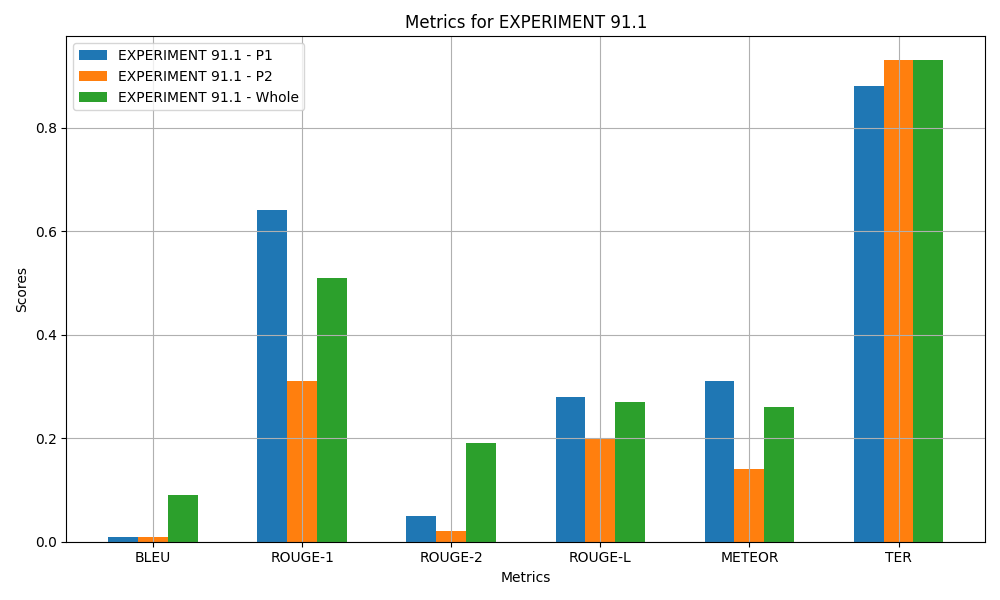 Metrics for EXPERIMENT 91.1
EXPERIMENT 91.1 - P1
EXPERIMENT 91.1 - P2
EXPERIMENT 91.1 - Whole
Scores
0.8
0.6
0.4
0.2
0.0
BLEU
ROUGE-1
ROUGE-2
ROUGE-L
METEOR
TER
Metrics